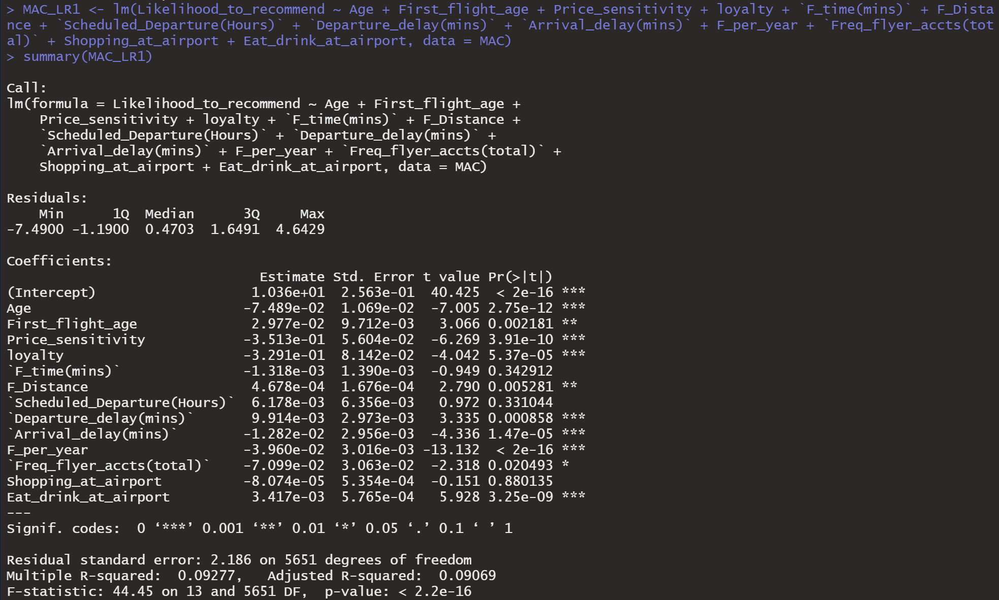 > MAC_LR1 <- lm(Likelihood_to_recommend ~ Age + First_flight_age + Price_sensitivity + loyalty + `F_time(mins)` + F_Dista
nce + `Scheduled_Departure(Hours)` + `Departure_delay(mins)` + `Arrival_delay(mins)` + F_per_year + `Freq_flyer_accts(tot
al)` + Shopping_at_airport + Eat_drink_at_airport, data = MAC)
> summary(MAC_LR1)
Call:
lm(formula = Likelihood_to_recommend ~ Age + First_flight_age +
    Price_sensitivity + loyalty + `F_time(mins)` + F_Distance +
    `Scheduled_Departure(Hours)` + `Departure_delay(mins)` +
    `Arrival_delay(mins)` + F_per_year + `Freq_flyer_accts(total)` +
    Shopping_at_airport + Eat_drink_at_airport, data = MAC)
Residuals:
    Min      1Q  Median      3Q     Max
-7.4900 -1.1900  0.4703  1.6491  4.6429
Coefficients:
                               Estimate Std. Error t value Pr(>|t|)
(Intercept)                   1.036e+01  2.563e-01  40.425  < 2e-16 ***
Age                          -7.489e-02  1.069e-02  -7.005 2.75e-12 ***
First_flight_age              2.977e-02  9.712e-03   3.066 0.002181 **
Price_sensitivity            -3.513e-01  5.604e-02  -6.269 3.91e-10 ***
loyalty                      -3.291e-01  8.142e-02  -4.042 5.37e-05 ***
`F_time(mins)`               -1.318e-03  1.390e-03  -0.949 0.342912
F_Distance                    4.678e-04  1.676e-04   2.790 0.005281 **
`Scheduled_Departure(Hours)`  6.178e-03  6.356e-03   0.972 0.331044
`Departure_delay(mins)`       9.914e-03  2.973e-03   3.335 0.000858 ***
`Arrival_delay(mins)`        -1.282e-02  2.956e-03  -4.336 1.47e-05 ***
F_per_year                   -3.960e-02  3.016e-03 -13.132  < 2e-16 ***
`Freq_flyer_accts(total)`    -7.099e-02  3.063e-02  -2.318 0.020493 *
Shopping_at_airport          -8.074e-05  5.354e-04  -0.151 0.880135
Eat_drink_at_airport          3.417e-03  5.765e-04   5.928 3.25e-09 ***
---
Signif. codes:  0 ‘***’ 0.001 ‘**’ 0.01 ‘*’ 0.05 ‘.’ 0.1 ‘ ’ 1
Residual standard error: 2.186 on 5651 degrees of freedom
Multiple R-squared:  0.09277,   Adjusted R-squared:  0.09069
F-statistic: 44.45 on 13 and 5651 DF,  p-value: < 2.2e-16